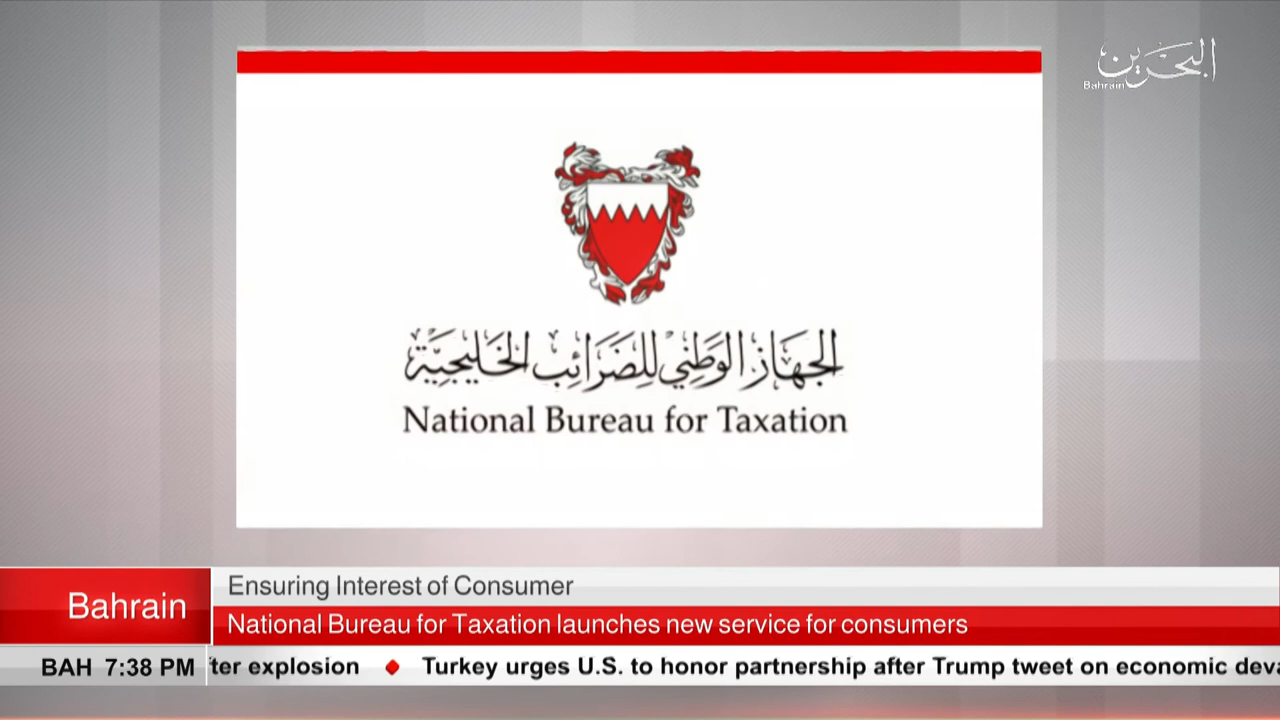 البحرين
Bahrain
الجهاز الوطني للضرائب الخليجية
National Bureau for Taxation
Ensuring Interest of Consumer
Bahrain
National Bureau for Taxation launches new service for consumers
BAH 7:38 PM
fter explosion ◆ Turkey urges U.S. to honor partnership after Trump tweet on economic deva